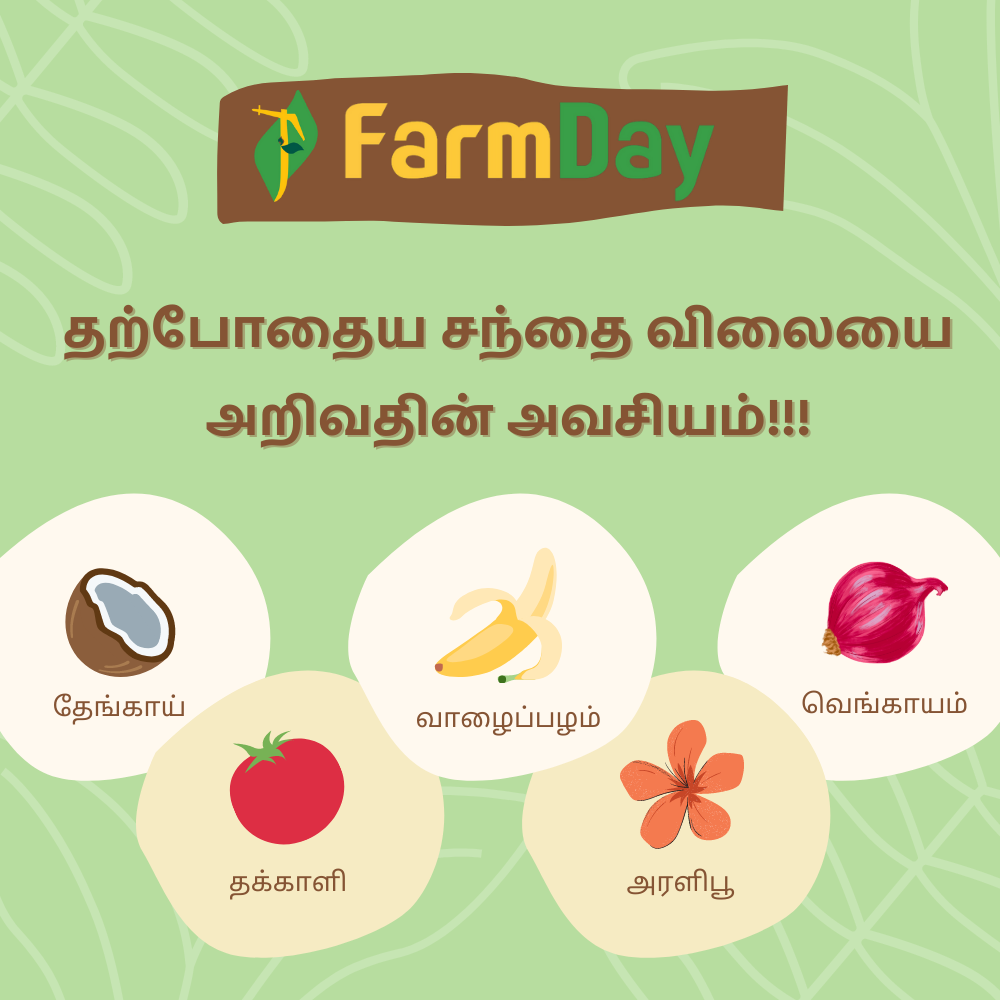 FarmDay
தற்போதைய சந்தை விலையை
அறிவதின் அவசியம்!!!
தேங்காய்
வாழைப்பழம்
வெங்காயம்
தக்காளி
அரளிபூ